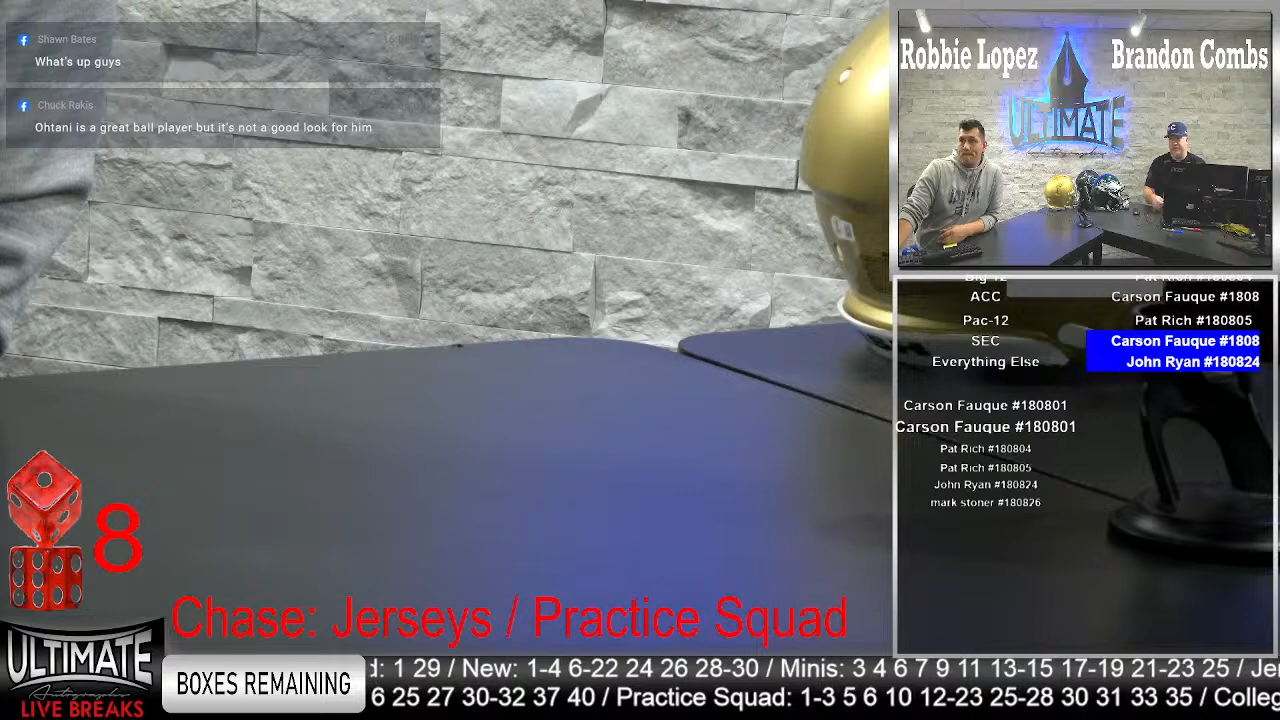 Shawn Bates
What's up guys
Chuck Rakis
Ohtani is a great ball player but it's not a good look for him
Robbie Lopez
Brandon Combs
ULTIMATE
Big 12 Pat Rich #180804
ACC Carson Fauque #1808
Pac-12 Pat Rich #180805
SEC Carson Fauque #1808
Everything Else John Ryan #180824
Carson Fauque #180801
Carson Fauque #180801
Pat Rich #180804
Pat Rich #180805
John Ryan #180824
mark stoner #180826
8
Chase: Jerseys / Practice Squad
ULTIMATE
Autographs
LIVE BREAKS
BOXES REMAINING
d: 1 29 / New: 1-4 6-22 24 26 28-30 / Minis: 3 4 6 7 9 11 13-15 17-19 21-23 25 / Jer
6 25 27 30-32 37 40 / Practice Squad: 1-3 5 6 10 12-23 25-28 30 31 33 35 / Colleg